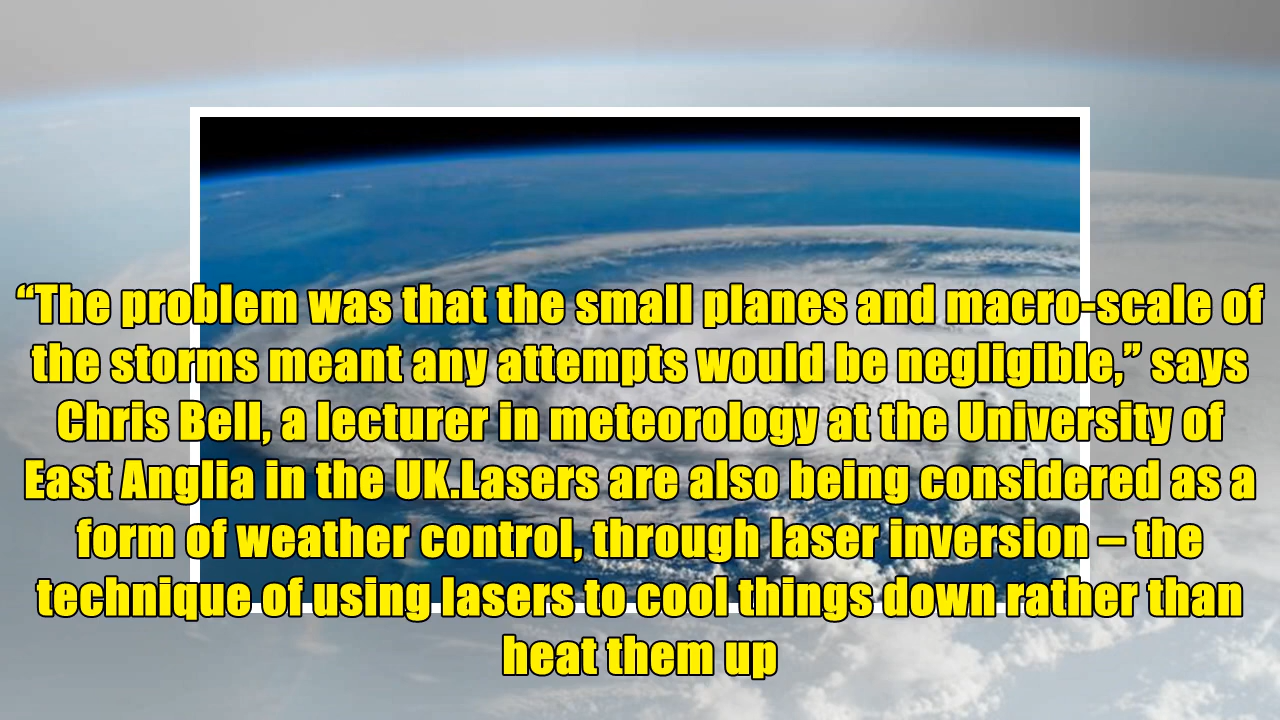 “The problem was that the small planes and macro-scale of
the storms meant any attempts would be negligible,” says
Chris Bell, a lecturer in meteorology at the University of
East Anglia in the UK.Lasers are also being considered as a
form of weather control, through laser inversion – the
technique of using lasers to cool things down rather than
heat them up